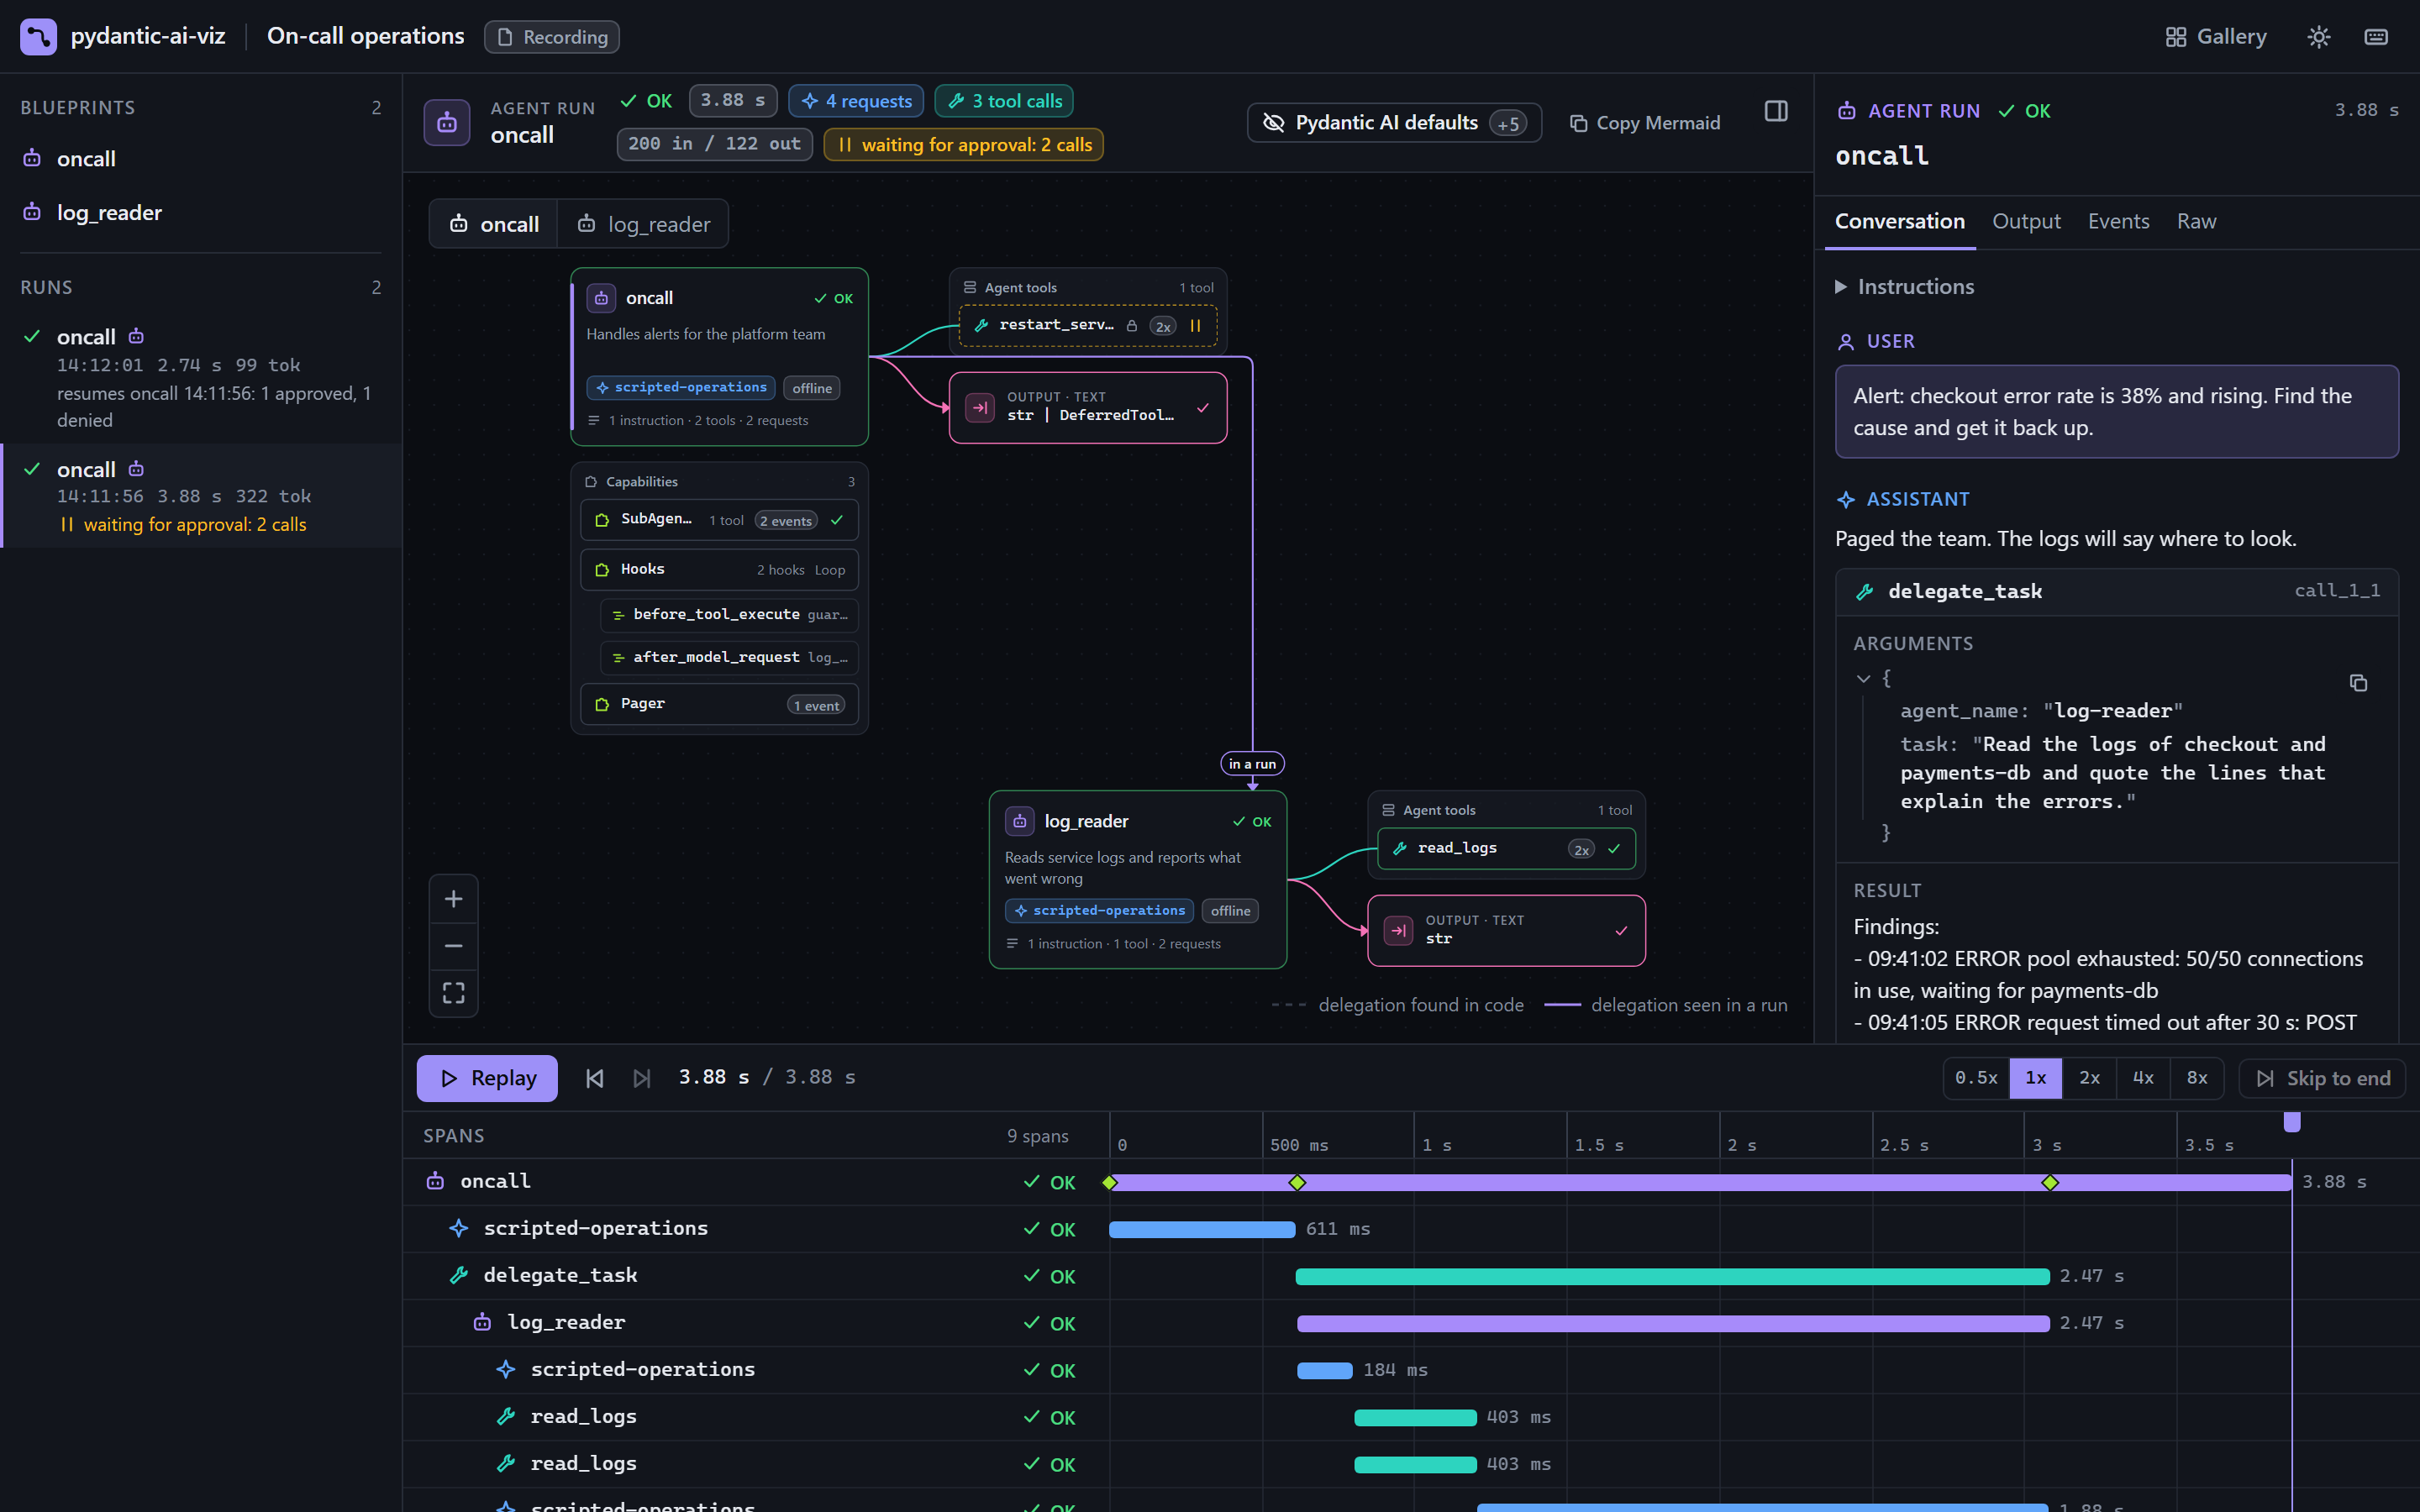 pydantic-ai-viz
On-call operations
Recording
Gallery
BLUEPRINTS 2
oncall
log_reader
RUNS 2
oncall
14:12:01 2.74 s 99 tok
resumes oncall 14:11:56: 1 approved, 1
denied
oncall
14:11:56 3.88 s 322 tok
waiting for approval: 2 calls
AGENT RUN
oncall
OK 3.88 s 4 requests 3 tool calls
200 in / 122 out waiting for approval: 2 calls
Pydantic AI defaults +5
Copy Mermaid
oncall log_reader
oncall OK
Handles alerts for the platform team
scripted-operations offline
1 instruction · 2 tools · 2 requests
Agent tools 1 tool
restart_serv… 2x
OUTPUT · TEXT
str | DeferredTool…
Capabilities 3
SubAgen… 1 tool 2 events
Hooks 2 hooks Loop
before_tool_execute guar…
after_model_request log_…
Pager 1 event
in a run
log_reader OK
Reads service logs and reports what
went wrong
scripted-operations offline
1 instruction · 1 tool · 2 requests
Agent tools 1 tool
read_logs 2x
OUTPUT · TEXT
str
delegation found in code delegation seen in a run
AGENT RUN OK 3.88 s
oncall
Conversation Output Events Raw
Instructions
USER
Alert: checkout error rate is 38% and rising. Find the
cause and get it back up.
ASSISTANT
Paged the team. The logs will say where to look.
delegate_task call_1_1
ARGUMENTS
{
agent_name: "log-reader"
task: "Read the logs of checkout and
payments-db and quote the lines that
explain the errors."
}
RESULT
Findings:
- 09:41:02 ERROR pool exhausted: 50/50 connections
in use, waiting for payments-db
- 09:41:05 ERROR request timed out after 30 s: POST
Replay 3.88 s / 3.88 s
0.5x 1x 2x 4x 8x Skip to end
SPANS 9 spans
0 500 ms 1 s 1.5 s 2 s 2.5 s 3 s 3.5 s
oncall OK 3.88 s
scripted-operations OK 611 ms
delegate_task OK 2.47 s
log_reader OK 2.47 s
scripted-operations OK 184 ms
read_logs OK 403 ms
read_logs OK 403 ms
scripted-operations OK 1.88 s